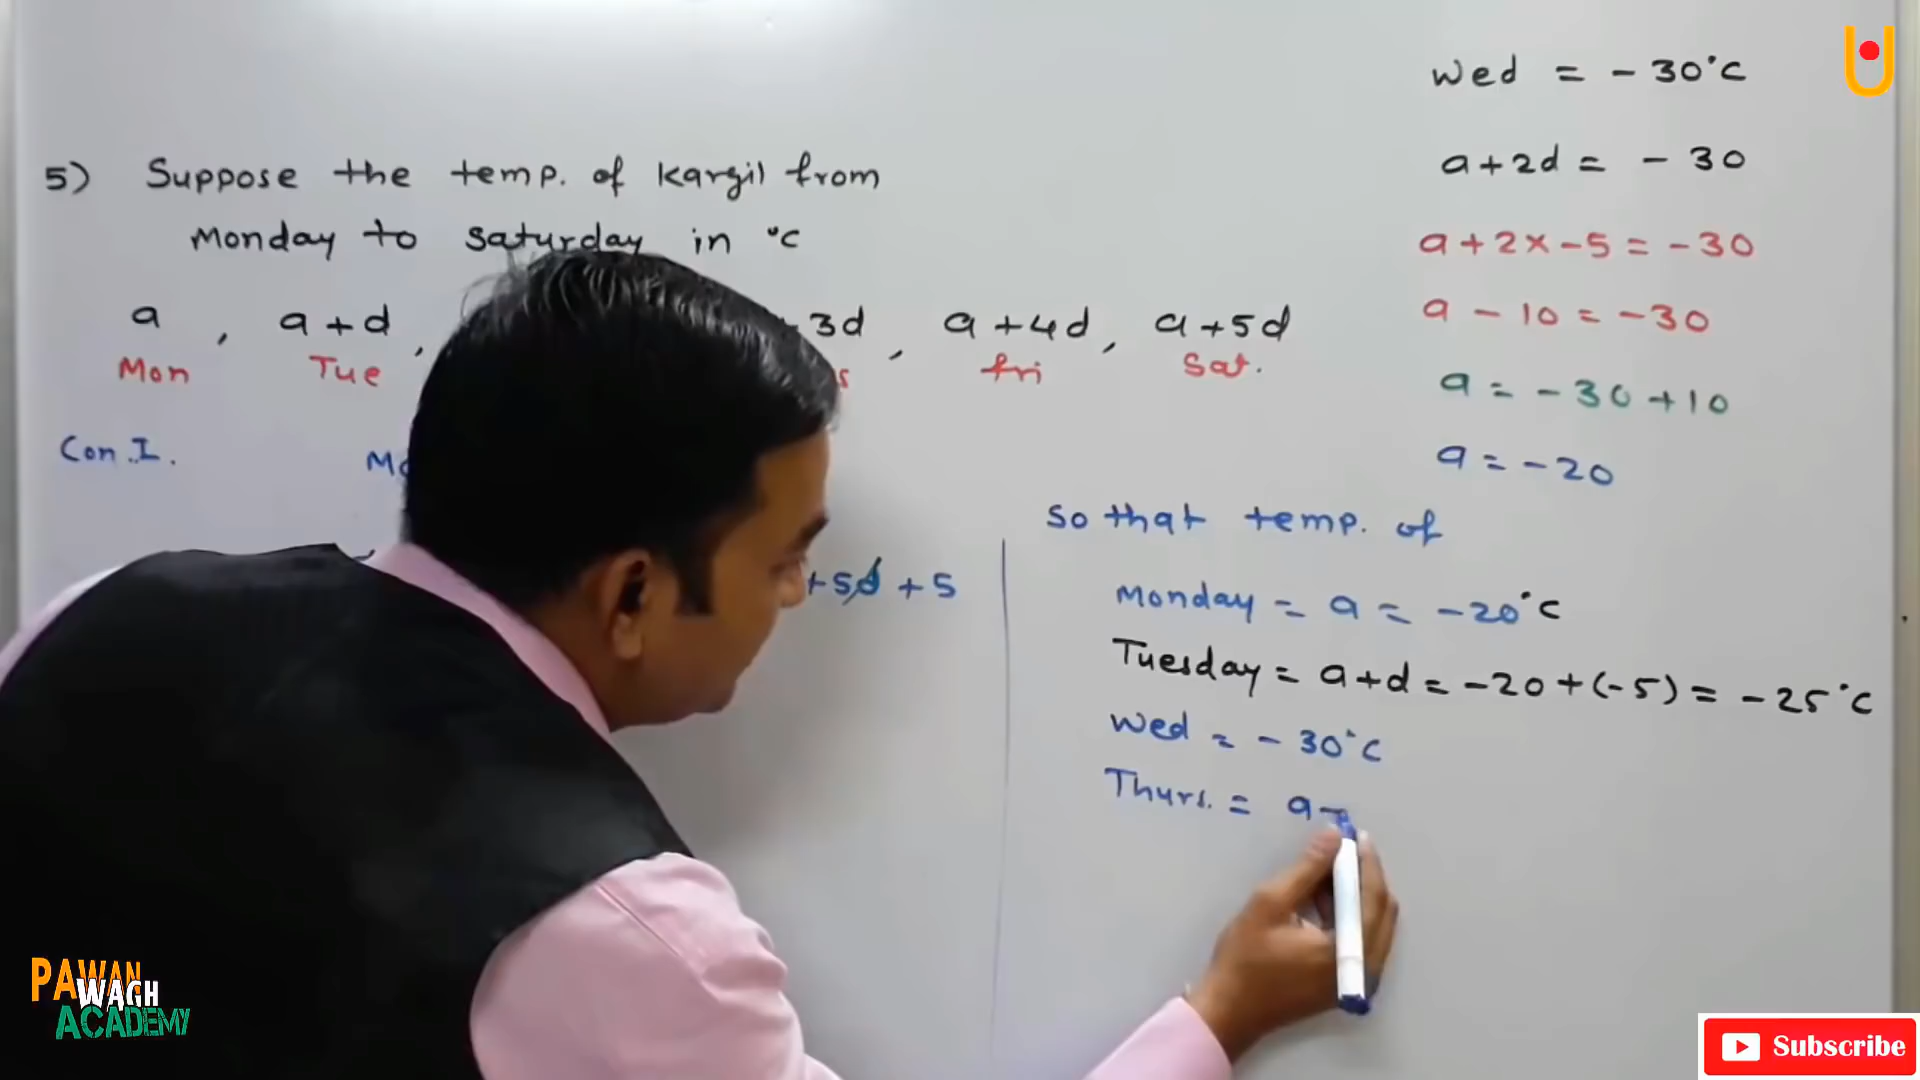 5) Suppose the temp. of Kargil from
Monday to Saturday in °C
a , a+d , 3d , a+4d , a+5d
Mon Tue Fri Sat.
Con.I.
+5d +5
Wed = -30°C
a+2d = -30
a+2x-5 = -30
a - 10 = -30
a = -30+10
a = -20
So that temp. of
Monday = a = -20°C
Tuesday = a+d = -20+(-5) = -25°C
Wed = -30°C
Thurs. = a
PAWAN
WAGH
ACADEMY
Subscribe